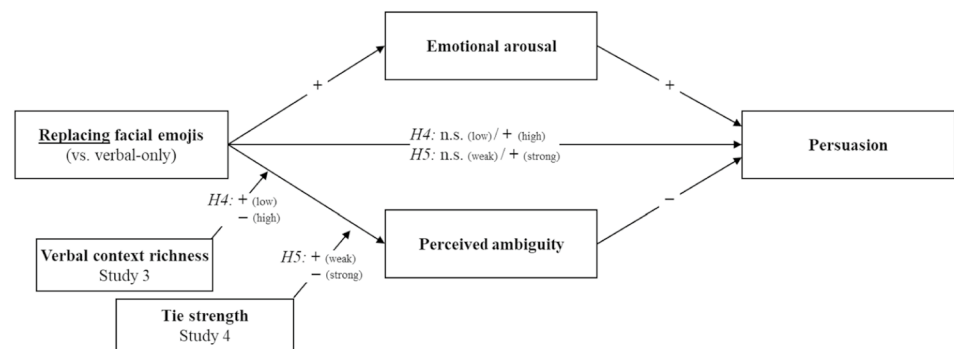 Emotional arousal
+
+
Replacing facial emojis
(vs. verbal-only)
H4: n.s. (low)/ + (high)
H5: n.s. (weak)/ + (strong)
Persuasion
H4: + (low)
− (high)
−
Perceived ambiguity
Verbal context richness
Study 3
H5: + (weak)
− (strong)
Tie strength
Study 4